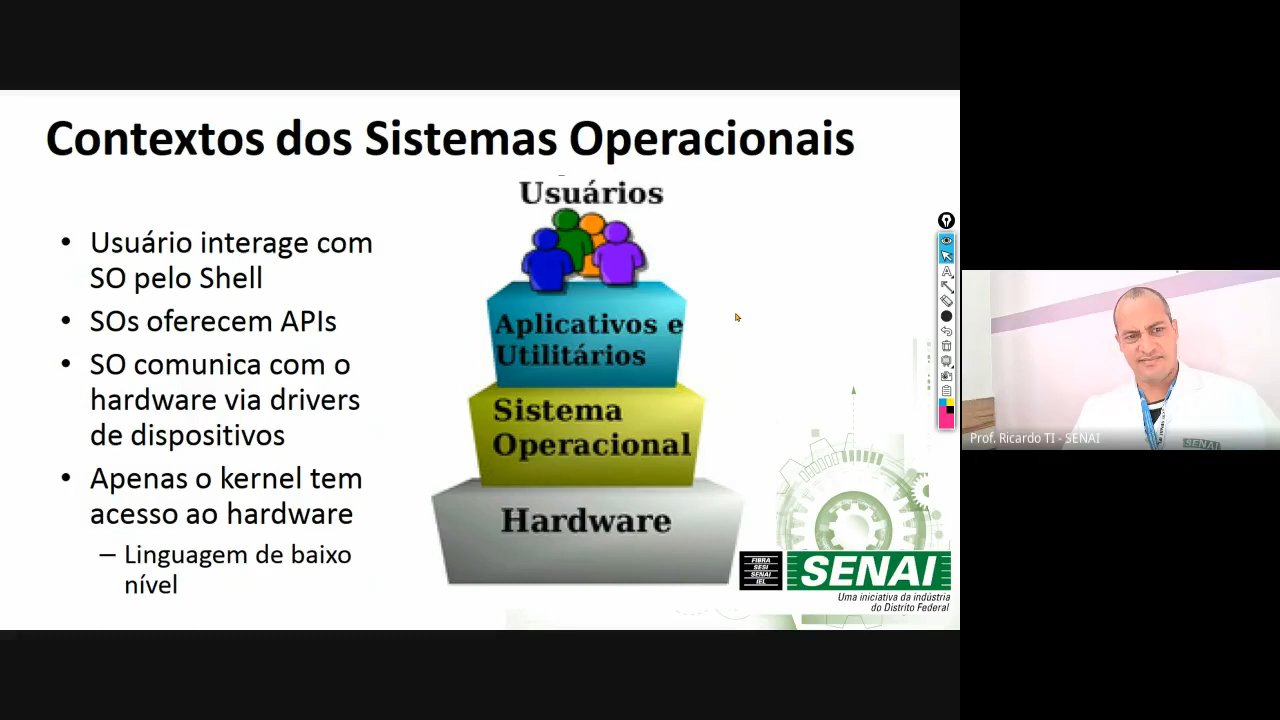 Contextos dos Sistemas Operacionais
• Usuário interage com
SO pelo Shell
• SOs oferecem APIs
• SO comunica com o
hardware via drivers
de dispositivos
• Apenas o kernel tem
acesso ao hardware
– Linguagem de baixo
nível
Usuários
Aplicativos e
Utilitários
Sistema
Operacional
Hardware
FIBRA
SESI
SENAI
IEL
SENAI
Uma iniciativa da indústria
do Distrito Federal
Prof. Ricardo TI - SENAI
SENAI